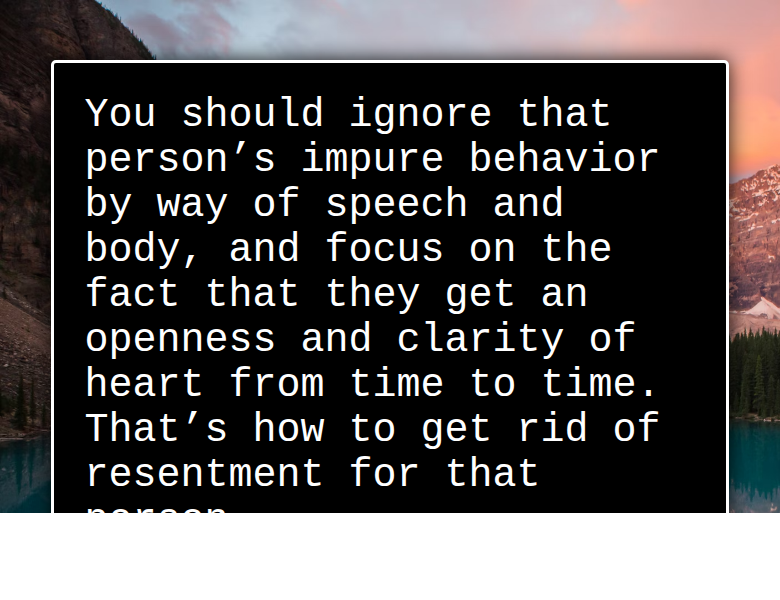 You should ignore that
person’s impure behavior
by way of speech and
body, and focus on the
fact that they get an
openness and clarity of
heart from time to time.
That’s how to get rid of
resentment for that